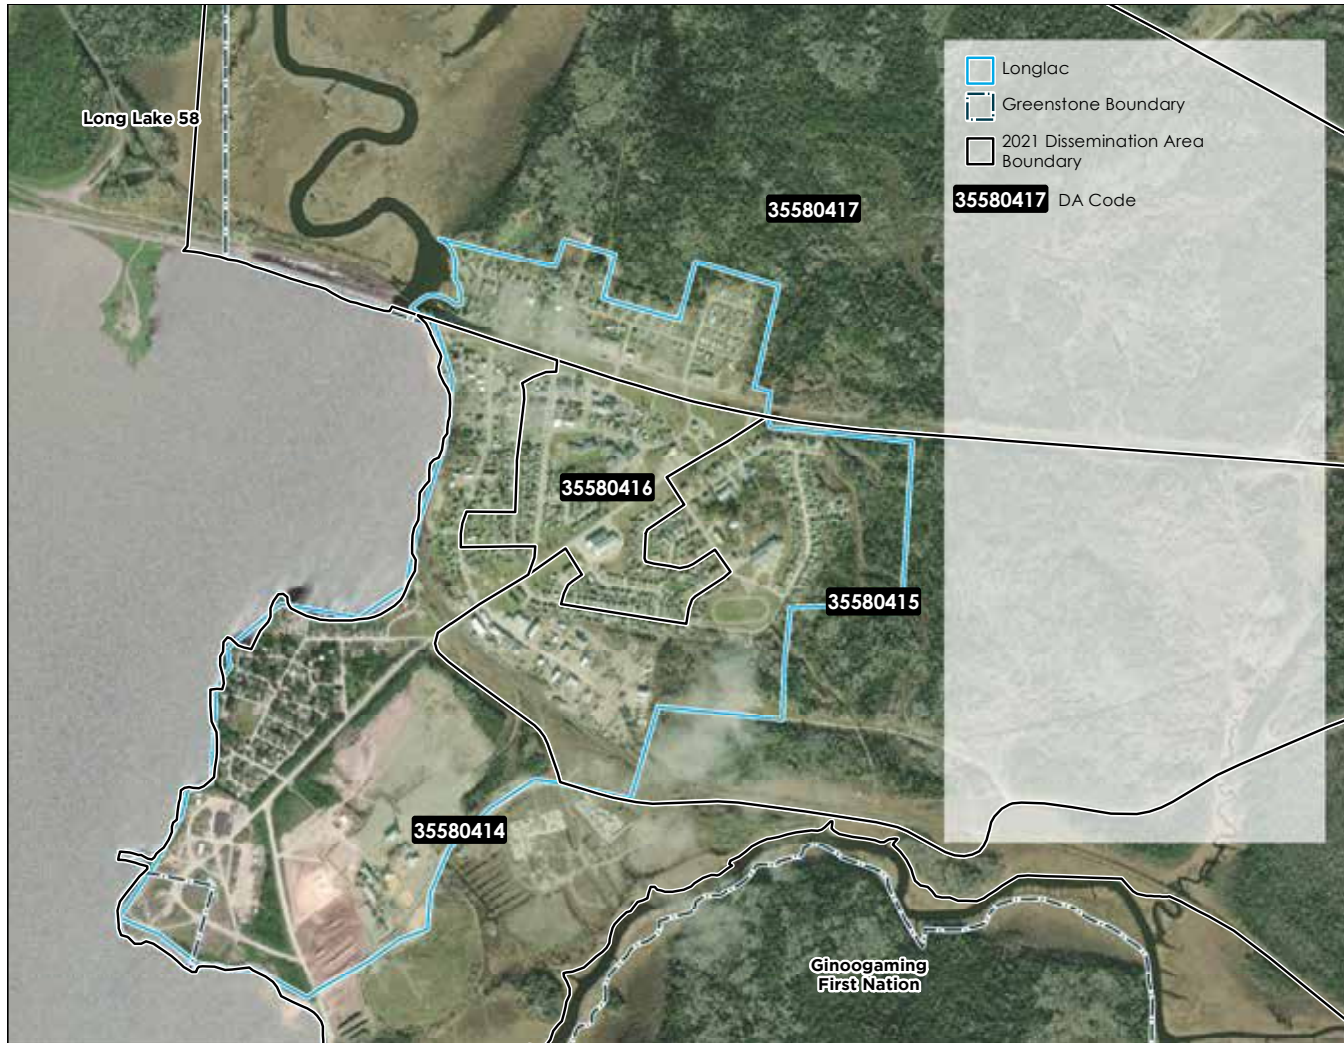 Longlac
Greenstone Boundary
2021 Dissemination Area
Boundary
35580417 DA Code
Long Lake 58
35580417
35580416
35580415
35580414
Ginoogaming
First Nation